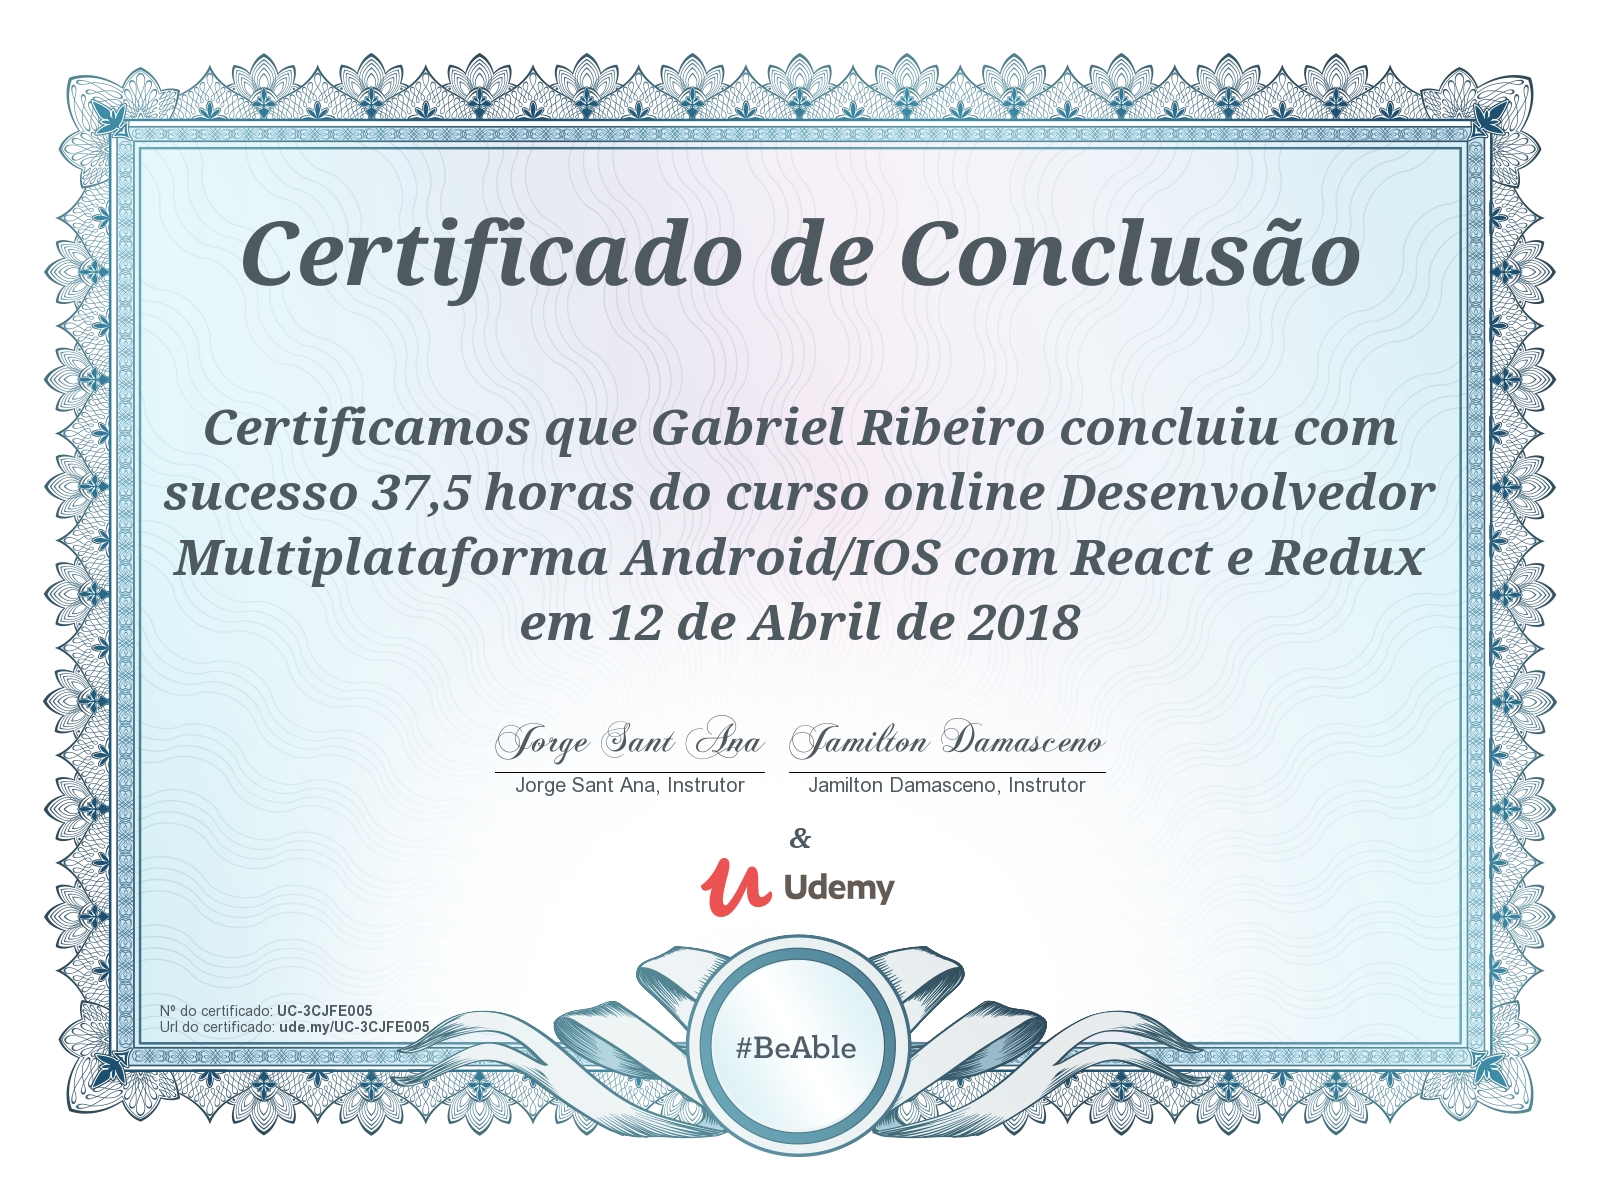 Certificado de Conclusão
Certificamos que Gabriel Ribeiro concluiu com
sucesso 37,5 horas do curso online Desenvolvedor
Multiplataforma Android/IOS com React e Redux
em 12 de Abril de 2018
Jorge Sant Ana Jamilton Damasceno
Jorge Sant Ana, Instrutor Jamilton Damasceno, Instrutor
&
Udemy
Nº do certificado: UC-3CJFE005
Url do certificado: ude.my/UC-3CJFE005
#BeAble